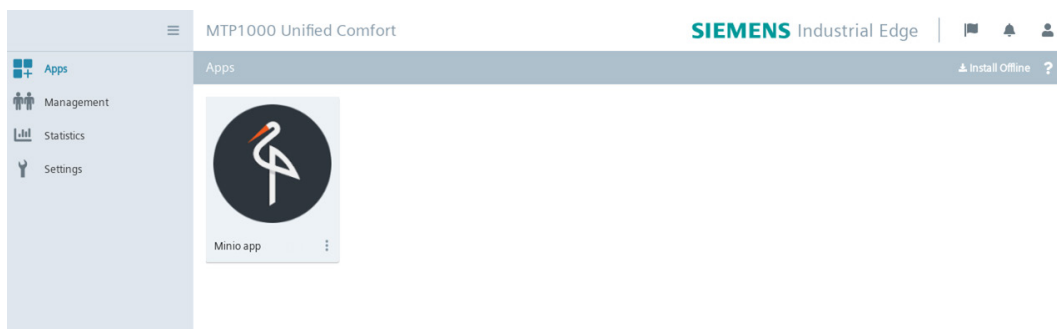 MTP1000 Unified Comfort
SIEMENS Industrial Edge
Apps
Management
Statistics
Settings
Apps
Install Offline ?
Minio app